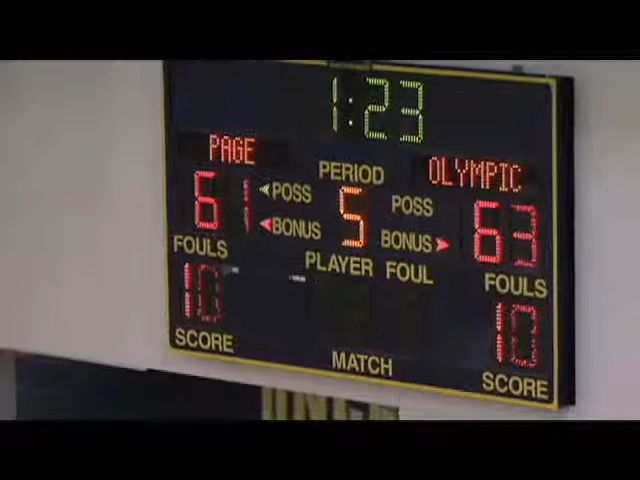 1:23
PAGE OLYMPIC
PERIOD
61 POSS 5 POSS 63
BONUS BONUS
FOULS PLAYER FOUL FOULS
10 10
SCORE MATCH SCORE